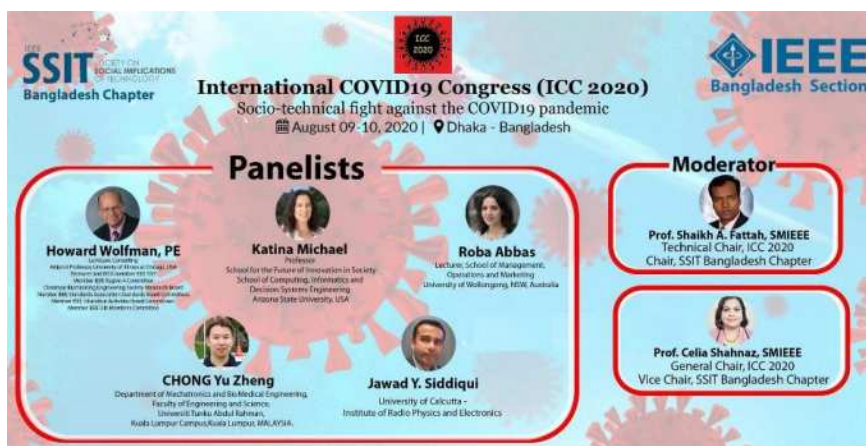 IEEE
SSIT
SOCIETY ON
SOCIAL IMPLICATIONS
OF TECHNOLOGY
Bangladesh Chapter
ICC
2020
IEEE
Bangladesh Section
International COVID19 Congress (ICC 2020)
Socio-technical fight against the COVID19 pandemic
August 09-10, 2020 | Dhaka - Bangladesh
Panelists
Howard Wolfman, PE
Katina Michael
Professor
School for the Future of Innovation in Society
School of Computing, Informatics and
Decision Systems Engineering
Arizona State University, USA
Roba Abbas
Lecturer, School of Management,
Operations and Marketing
University of Wollongong, NSW, Australia
CHONG Yu Zheng
Department of Mechatronics and BioMedical Engineering,
Faculty of Engineering and Science,
Universiti Tunku Abdul Rahman,
Kuala Lumpur Campus,Kuala Lumpur, MALAYSIA.
Jawad Y. Siddiqui
University of Calcutta -
Institute of Radio Physics and Electronics
Moderator
Prof. Shaikh A. Fattah, SMIEEE
Technical Chair, ICC 2020
Chair, SSIT Bangladesh Chapter
Prof. Celia Shahnaz, SMIEEE
General Chair, ICC 2020
Vice Chair, SSIT Bangladesh Chapter